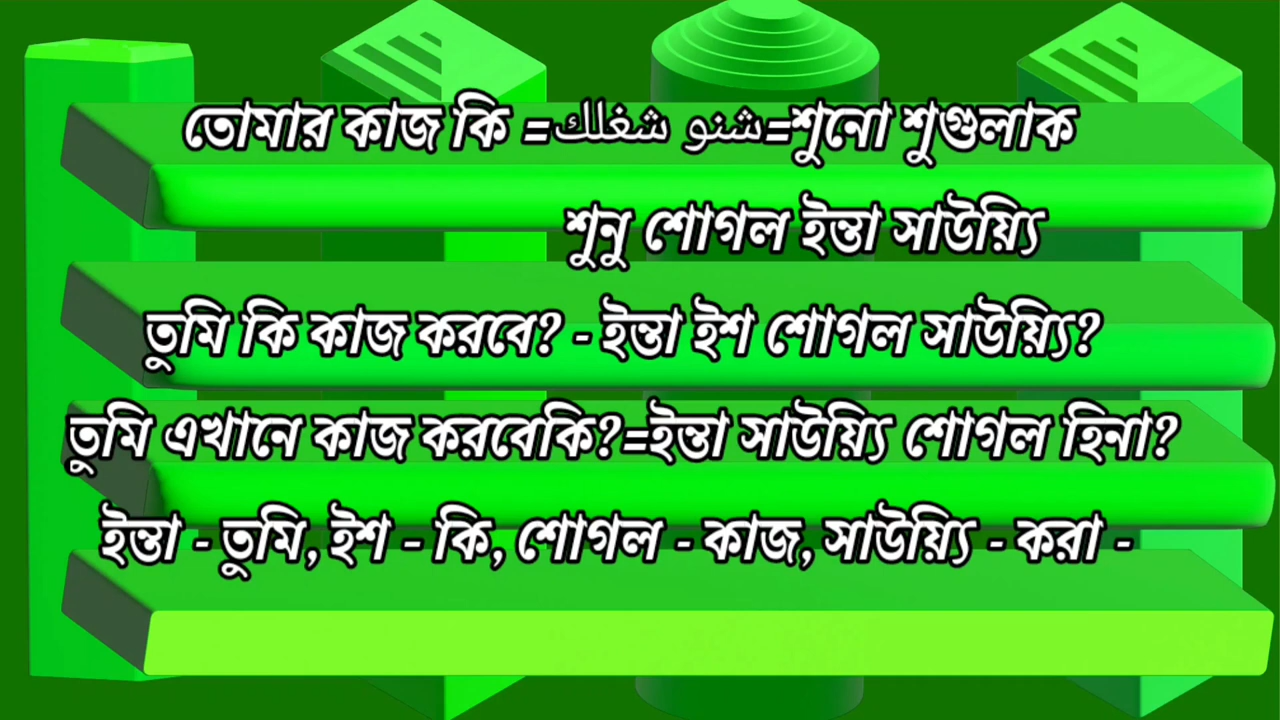 তোমার কাজ কি =شنو شغلك=শুনো শুগুলাক
শুনু শোগল ইন্তা সাউয়্যি
তুমি কি কাজ করবে? - ইন্তা ইশ শোগল সাউয়্যি?
তুমি এখানে কাজ করবেকি?=ইন্তা সাউয়্যি শোগল হিনা?
ইন্তা - তুমি, ইশ - কি, শোগল - কাজ, সাউয়্যি - করা -